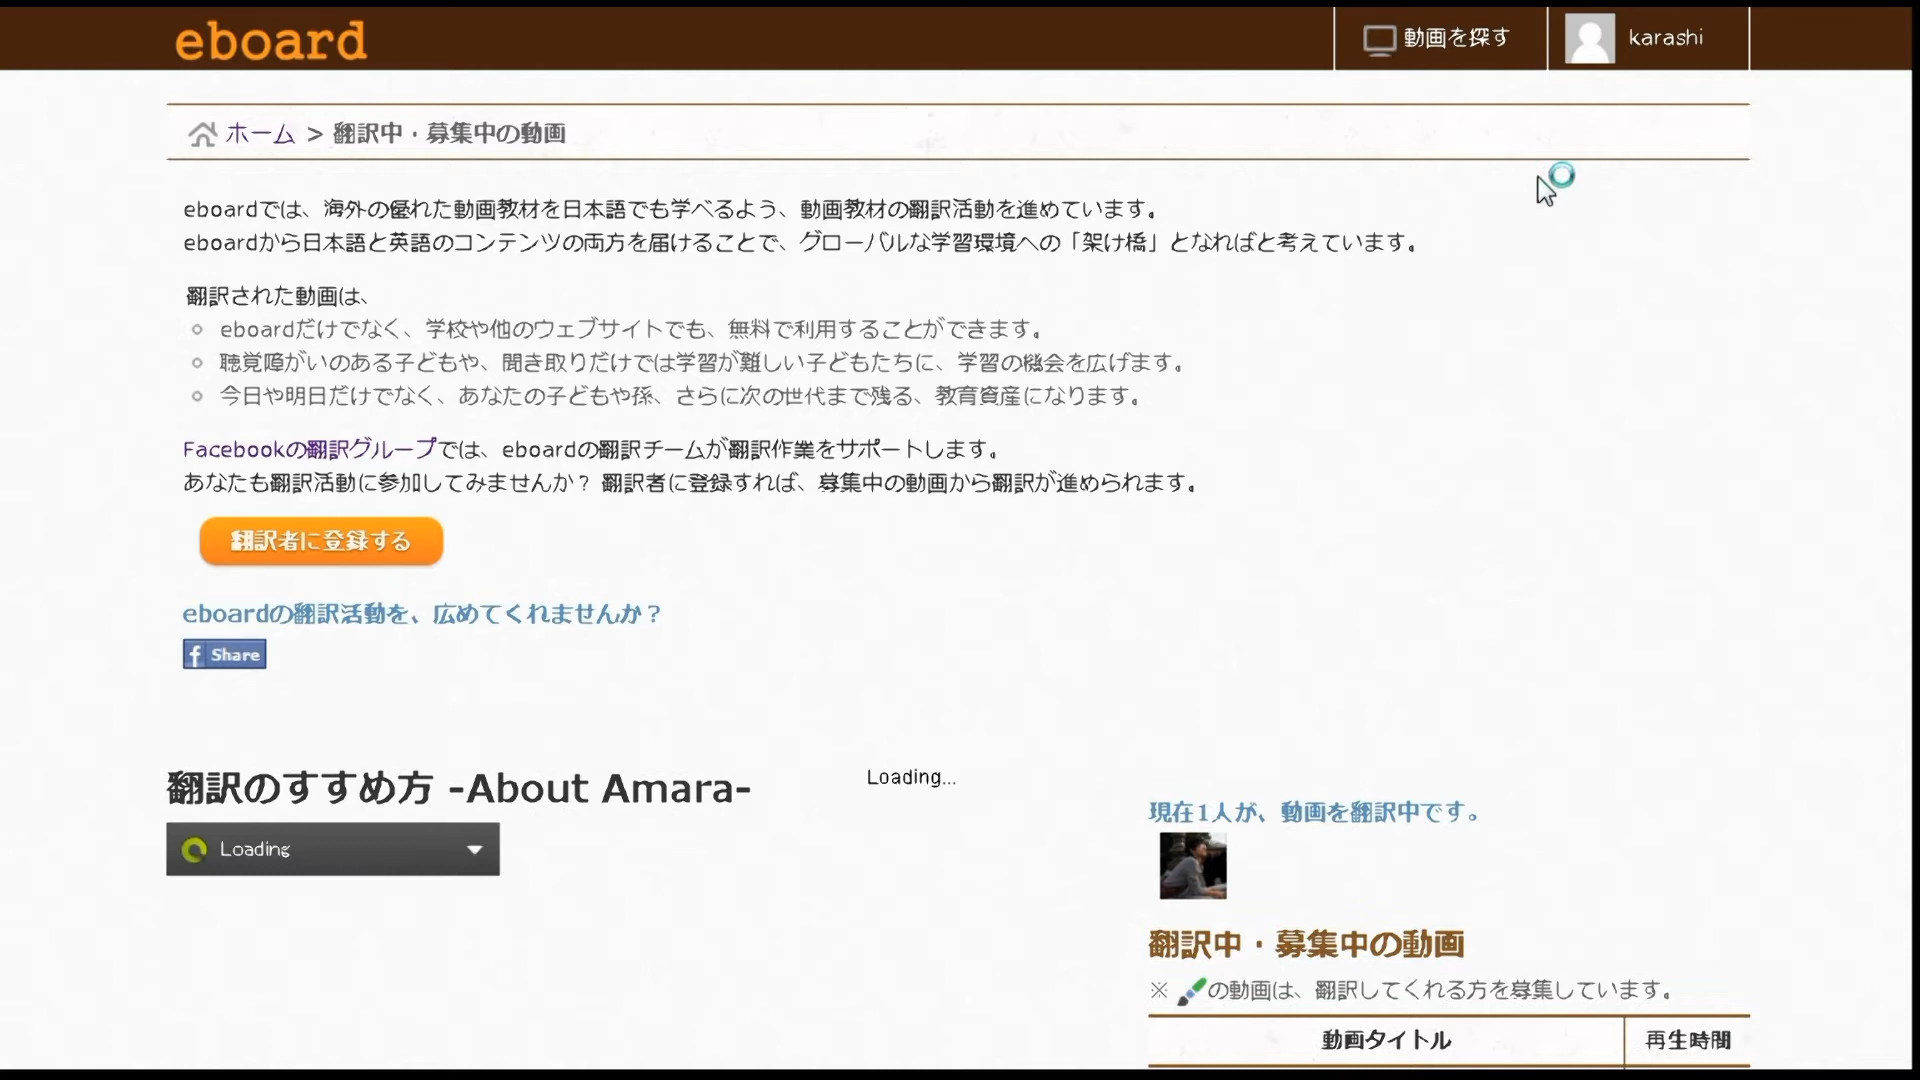 eboard
動画を探す
karashi
ホーム > 翻訳中・募集中の動画
eboardでは、海外の優れた動画教材を日本語でも学べるよう、動画教材の翻訳活動を進めています。
eboardから日本語と英語のコンテンツの両方を届けることで、グローバルな学習環境への「架け橋」となればと考えています。
翻訳された動画は、
eboardだけでなく、学校や他のウェブサイトでも、無料で利用することができます。
聴覚障がいのある子どもや、聞き取りだけでは学習が難しい子どもたちに、学習の機会を広げます。
今日や明日だけでなく、あなたの子どもや孫、さらに次の世代まで残る、教育資産になります。
Facebookの翻訳グループでは、eboardの翻訳チームが翻訳作業をサポートします。
あなたも翻訳活動に参加してみませんか? 翻訳者に登録すれば、募集中の動画から翻訳が進められます。
翻訳者に登録する
eboardの翻訳活動を、広めてくれませんか?
f Share
翻訳のすすめ方 -About Amara-
Loading
Loading...
現在1人が、動画を翻訳中です。
翻訳中・募集中の動画
※ の動画は、翻訳してくれる方を募集しています。
動画タイトル 再生時間